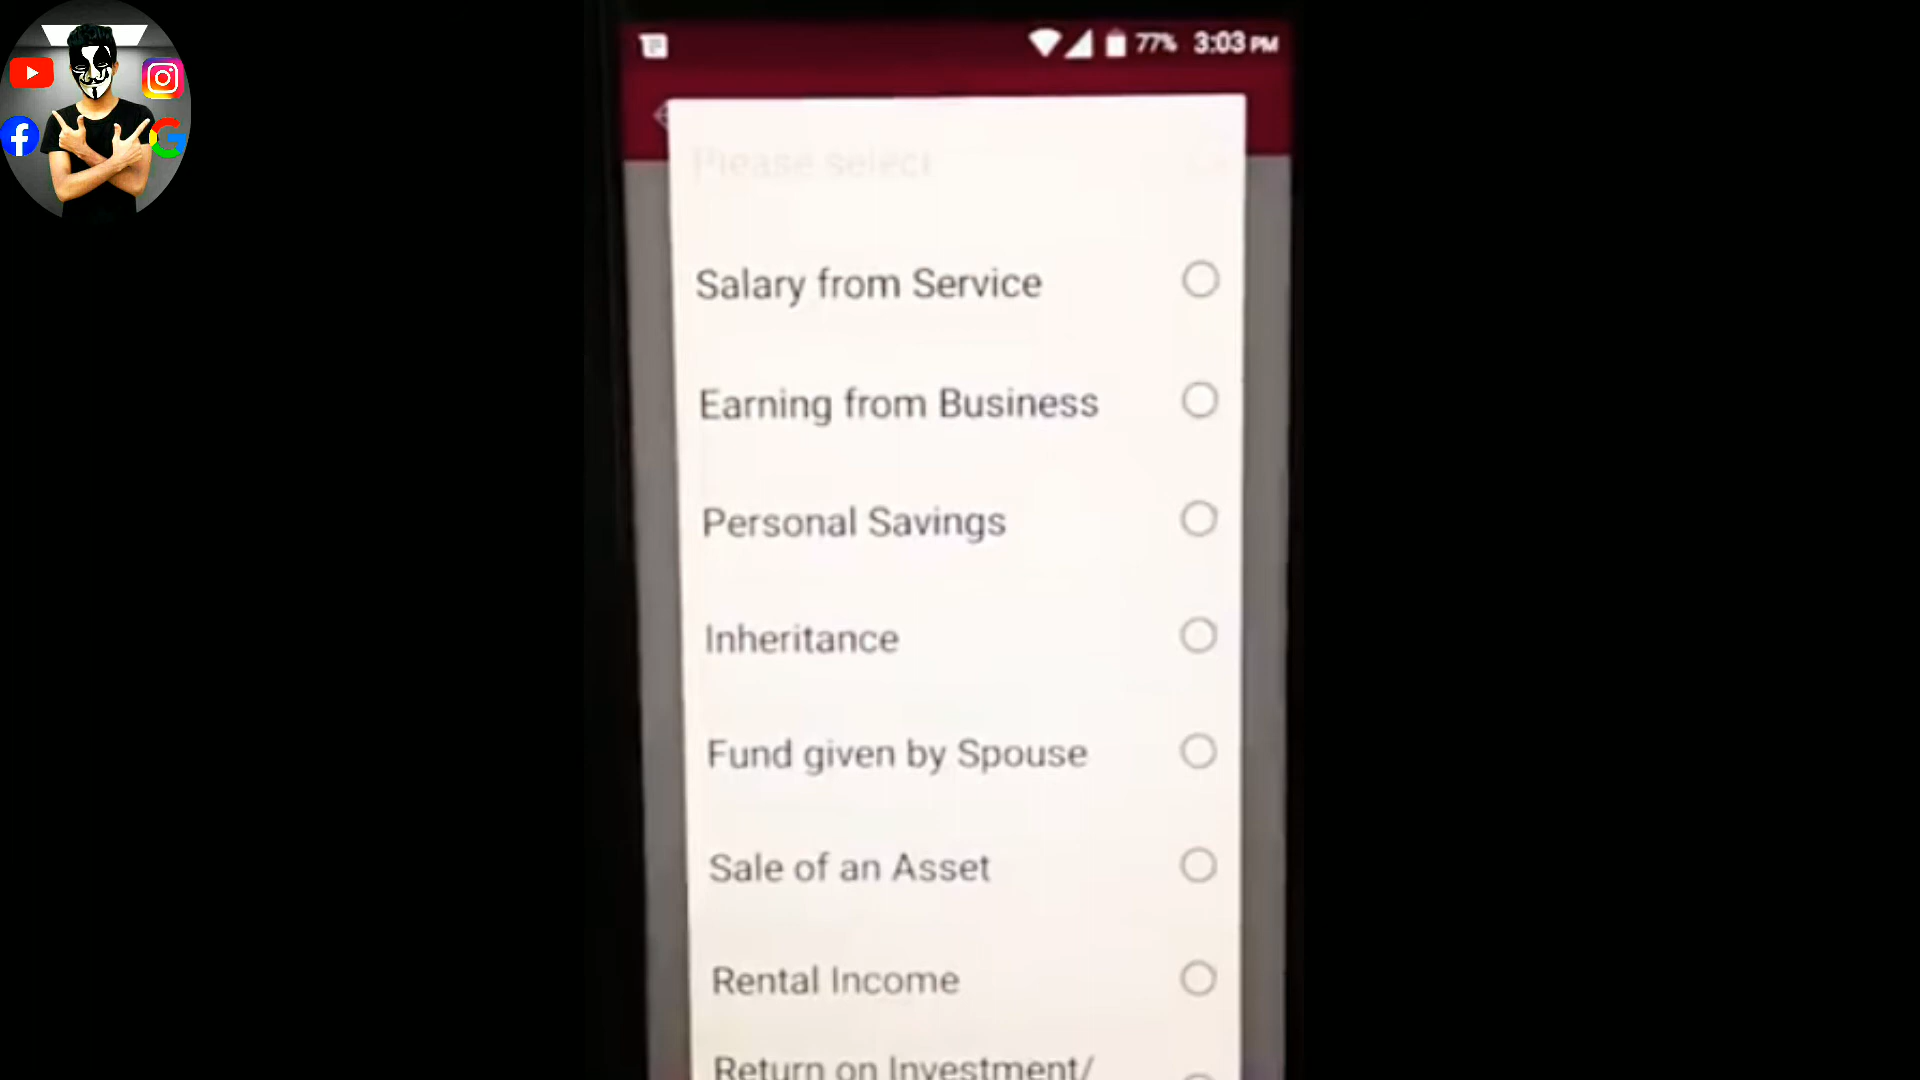 77% 3:03 PM
Please select
Salary from Service
Earning from Business
Personal Savings
Inheritance
Fund given by Spouse
Sale of an Asset
Rental Income
Return on Investment/